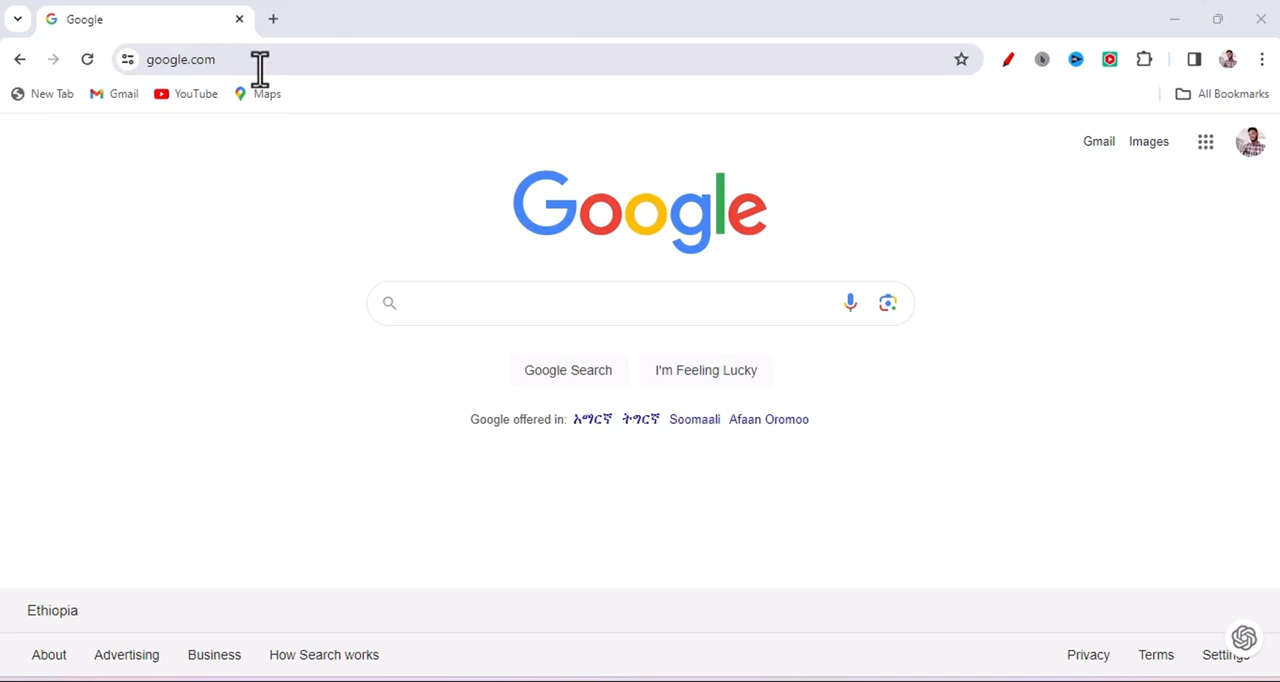 Google
google.com
New Tab Gmail YouTube Maps All Bookmarks
Gmail Images
Google
Google Search I'm Feeling Lucky
Google offered in: አማርኛ ትግርኛ Soomaali Afaan Oromoo
Ethiopia
About Advertising Business How Search works Privacy Terms Settings